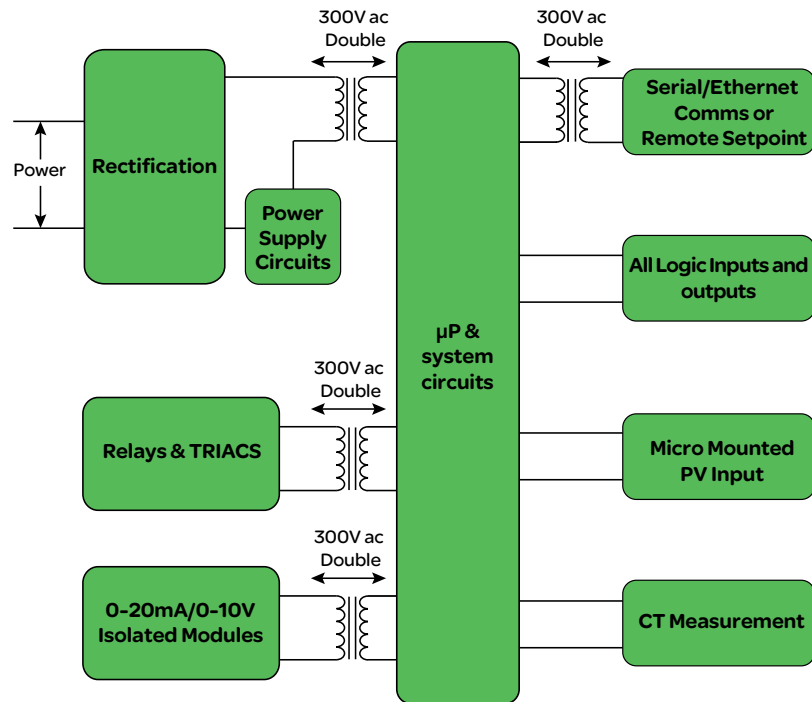 300V ac
Double
300V ac
Double
Rectification
Power
Power
Supply
Circuits
Serial/Ethernet
Comms or
Remote Setpoint
All Logic Inputs and
outputs
µP &
system
circuits
300V ac
Double
Relays & TRIACS
Micro Mounted
PV Input
300V ac
Double
0-20mA/0-10V
Isolated Modules
CT Measurement